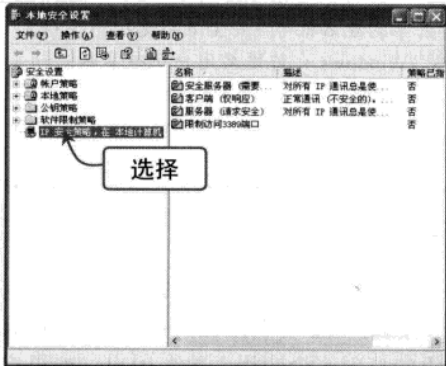 本地安全设置
文件(F) 操作(A) 查看(V) 帮助(H)
安全设置
帐户策略
本地策略
公钥策略
软件限制策略
IP 安全策略，在 本地计算机
选择
名称 描述 策略已指
安全服务器 (需要... 对所有 IP 通讯总是使... 否
客户端 (仅响应) 正常通讯 (不安全的)。... 否
服务器 (请求安全) 对所有 IP 通讯总是使... 否
限制访问3389端口 否